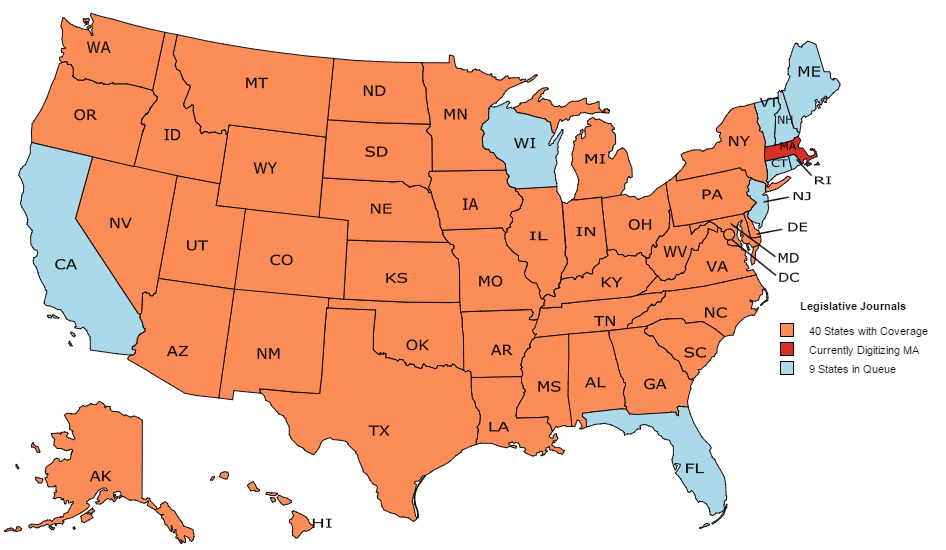 WA
MT
ND
MN
ME
VT
NH
OR
ID
WY
SD
WI
MI
NY
MA
CT
RI
NV
UT
CO
NE
IA
IL
IN
OH
PA
NJ
CA
KS
MO
KY
WV
VA
DE
MD
DC
AZ
NM
OK
AR
TN
NC
SC
TX
LA
MS
AL
GA
FL
AK
HI
Legislative Journals
40 States with Coverage
Currently Digitizing MA
9 States in Queue